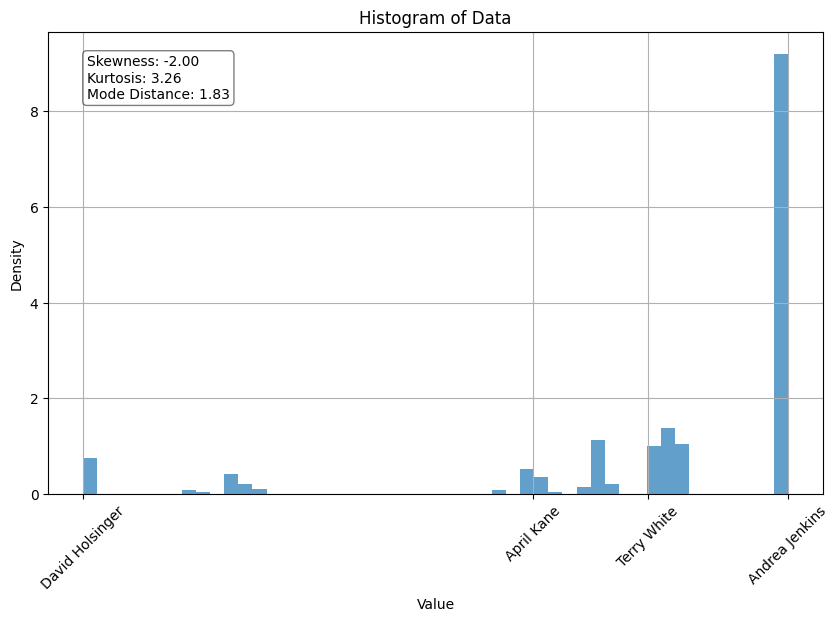 Histogram of Data
Skewness: -2.00
Kurtosis: 3.26
Mode Distance: 1.83
Density
8
6
4
2
0
David Holsinger
April Kane
Terry White
Andrea Jenkins
Value